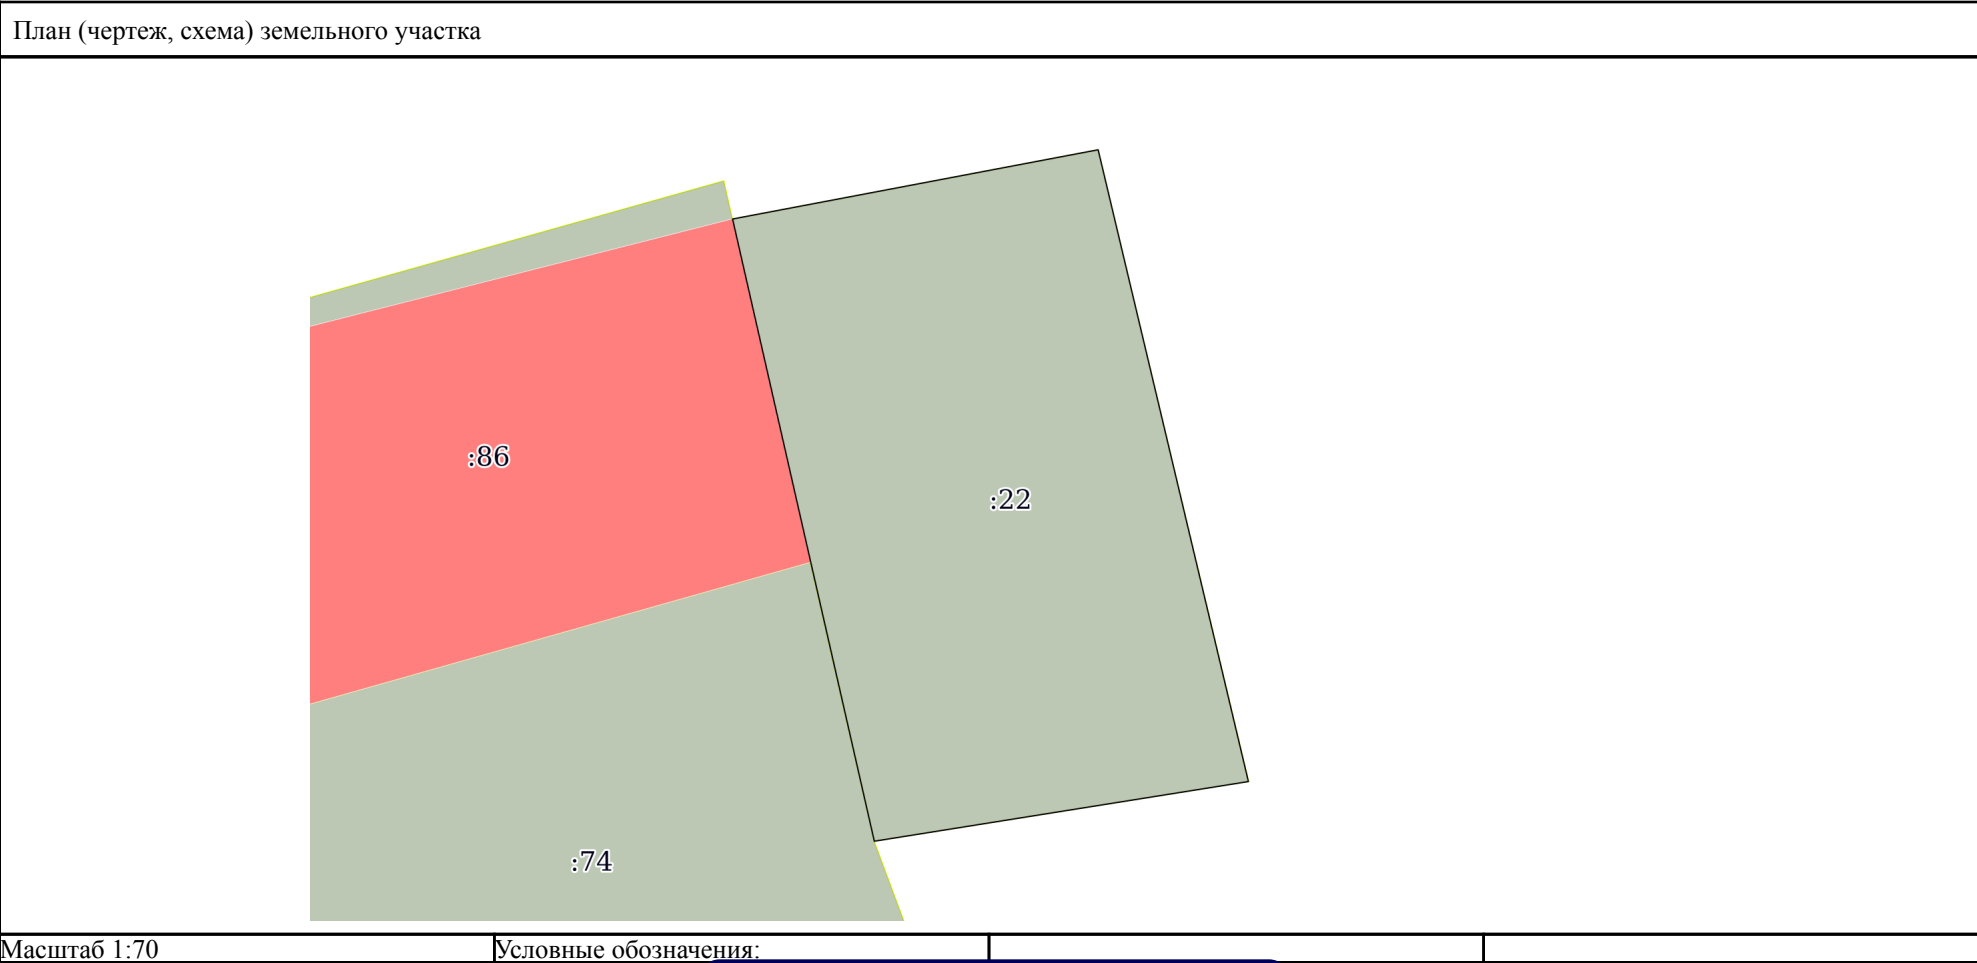 План (чертеж, схема) земельного участка
:86
:22
:74
Масштаб 1:70
Условные обозначения: